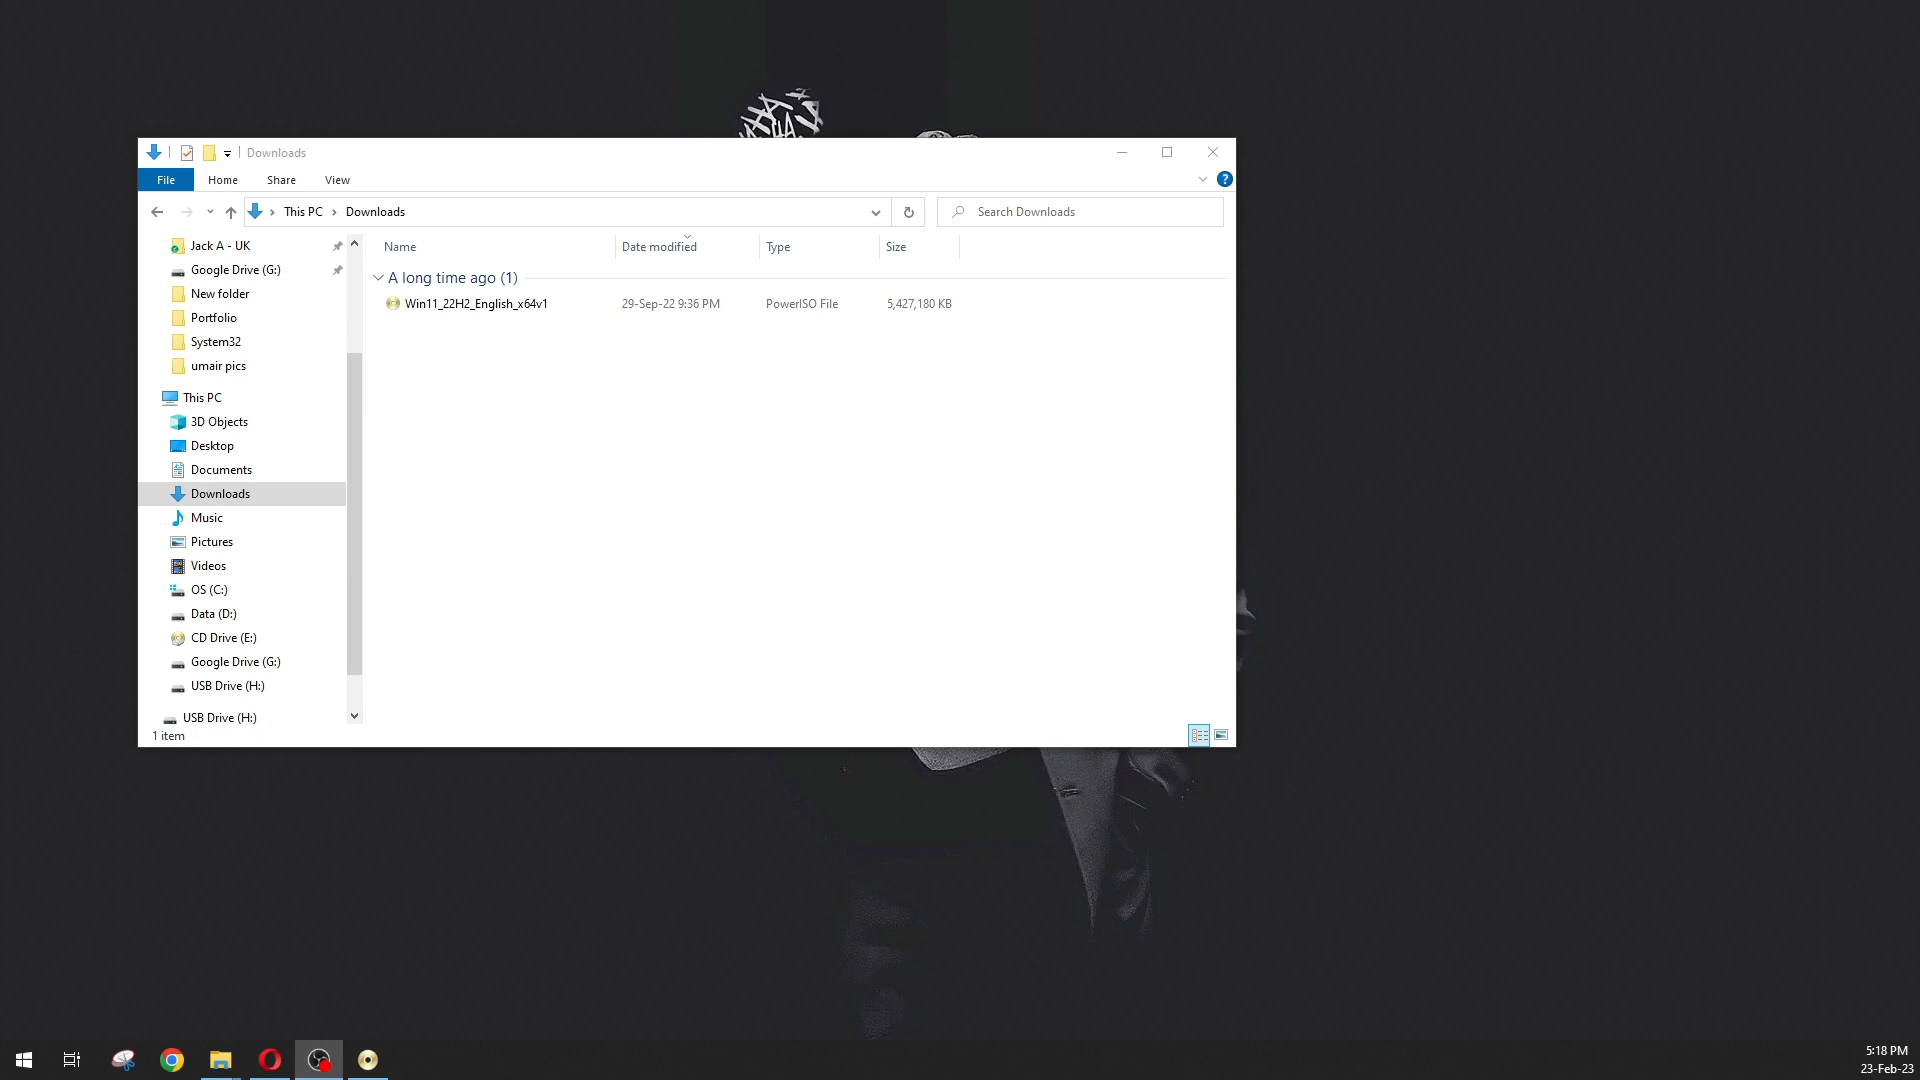 Downloads
File Home Share View
This PC Downloads
Search Downloads
Name Date modified Type Size
A long time ago (1)
Win11_22H2_English_x64v1 29-Sep-22 9:36 PM PowerISO File 5,427,180 KB
Jack A - UK
Google Drive (G:)
New folder
Portfolio
System32
umair pics
This PC
3D Objects
Desktop
Documents
Downloads
Music
Pictures
Videos
OS (C:)
Data (D:)
CD Drive (E:)
Google Drive (G:)
USB Drive (H:)
USB Drive (H:)
1 item
5:18 PM
23-Feb-23